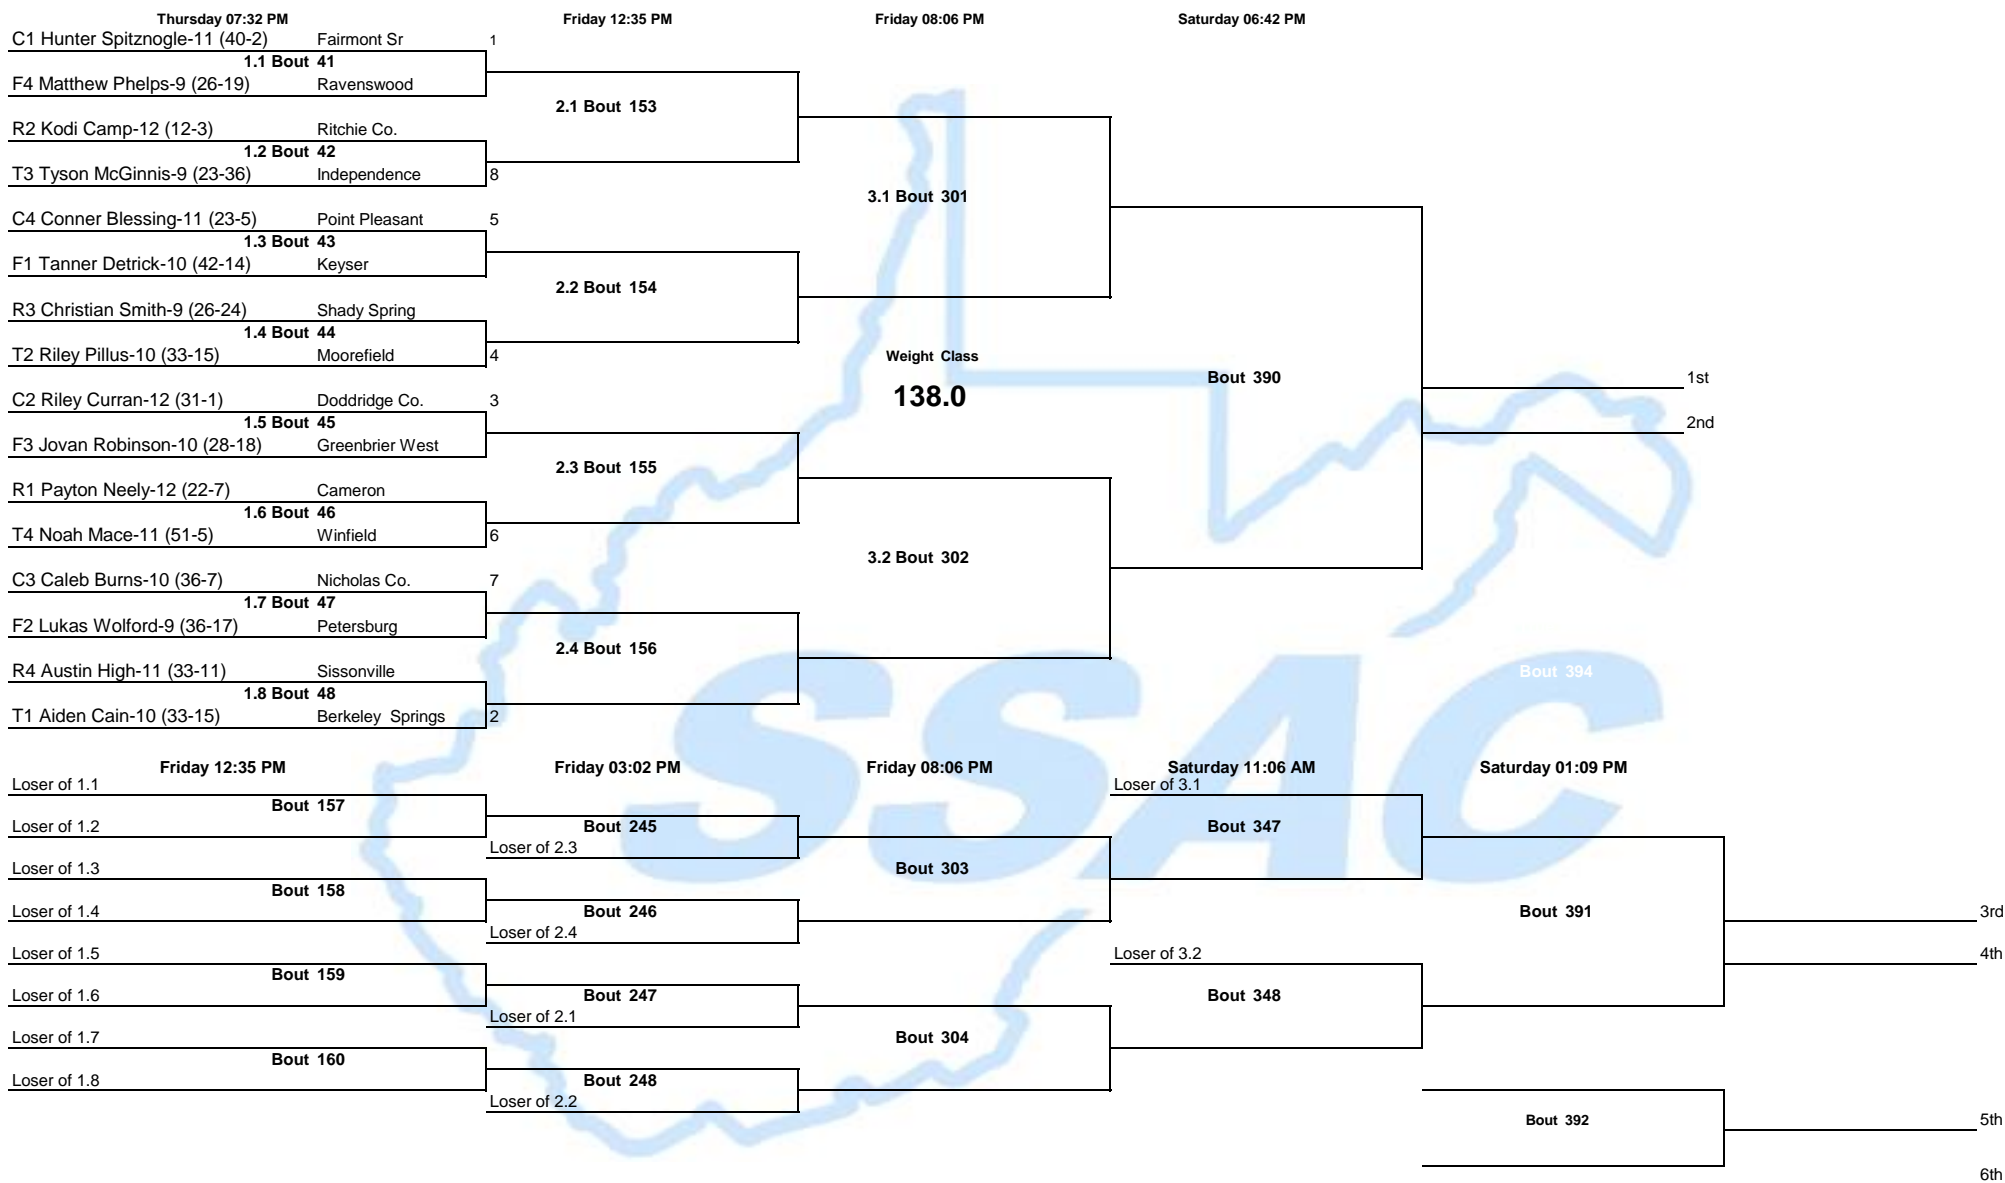 Thursday 07:32 PM Friday 12:35 PM Friday 08:06 PM Saturday 06:42 PM
C1 Hunter Spitznogle-11 (40-2) Fairmont Sr 1
1.1 Bout 41
F4 Matthew Phelps-9 (26-19) Ravenswood
2.1 Bout 153
R2 Kodi Camp-12 (12-3) Ritchie Co.
1.2 Bout 42
T3 Tyson McGinnis-9 (23-36) Independence 8
3.1 Bout 301
C4 Conner Blessing-11 (23-5) Point Pleasant 5
1.3 Bout 43
F1 Tanner Detrick-10 (42-14) Keyser
2.2 Bout 154
R3 Christian Smith-9 (26-24) Shady Spring
1.4 Bout 44
T2 Riley Pillus-10 (33-15) Moorefield 4
Weight Class
Bout 390
1st
138.0
C2 Riley Curran-12 (31-1) Doddridge Co. 3
1.5 Bout 45
2nd
F3 Jovan Robinson-10 (28-18) Greenbrier West
2.3 Bout 155
R1 Payton Neely-12 (22-7) Cameron
1.6 Bout 46
T4 Noah Mace-11 (51-5) Winfield 6
3.2 Bout 302
C3 Caleb Burns-10 (36-7) Nicholas Co. 7
1.7 Bout 47
F2 Lukas Wolford-9 (36-17) Petersburg
2.4 Bout 156
R4 Austin High-11 (33-11) Sissonville
Bout 394
1.8 Bout 48
T1 Aiden Cain-10 (33-15) Berkeley Springs 2
SSAC
Friday 12:35 PM Friday 03:02 PM Friday 08:06 PM Saturday 11:06 AM Saturday 01:09 PM
Loser of 1.1 Loser of 3.1
Bout 157
Loser of 1.2 Bout 245 Bout 347
Loser of 2.3
Loser of 1.3 Bout 303
Bout 158
Loser of 1.4 Bout 246 Bout 391 3rd
Loser of 2.4
Loser of 1.5 Loser of 3.2 4th
Bout 159
Loser of 1.6 Bout 247 Bout 348
Loser of 2.1
Loser of 1.7 Bout 304
Bout 160
Loser of 1.8 Bout 248
Loser of 2.2
Bout 392 5th
6th